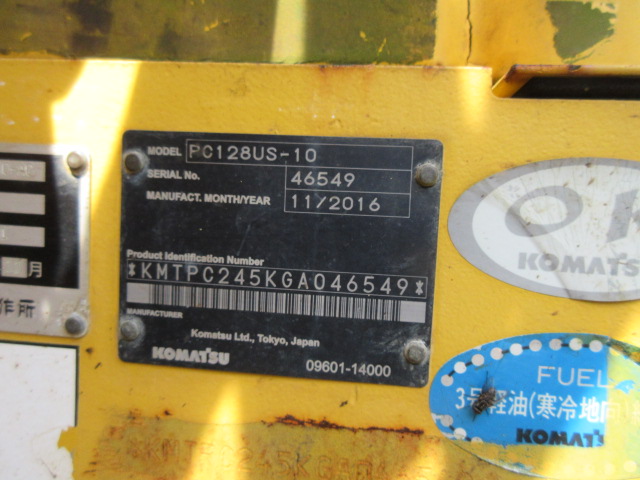 MODEL PC128US-10
SERIAL No. 46549
MANUFACT. MONTH/YEAR 11/2016
Product Identification Number
*KMTPC245KGA046549*
MANUFACTURER
Komatsu Ltd., Tokyo, Japan
KOMATSU 09601-14000
月
作所
KOMATSU
FUEL
3号軽油(寒冷地向
KOMATSU